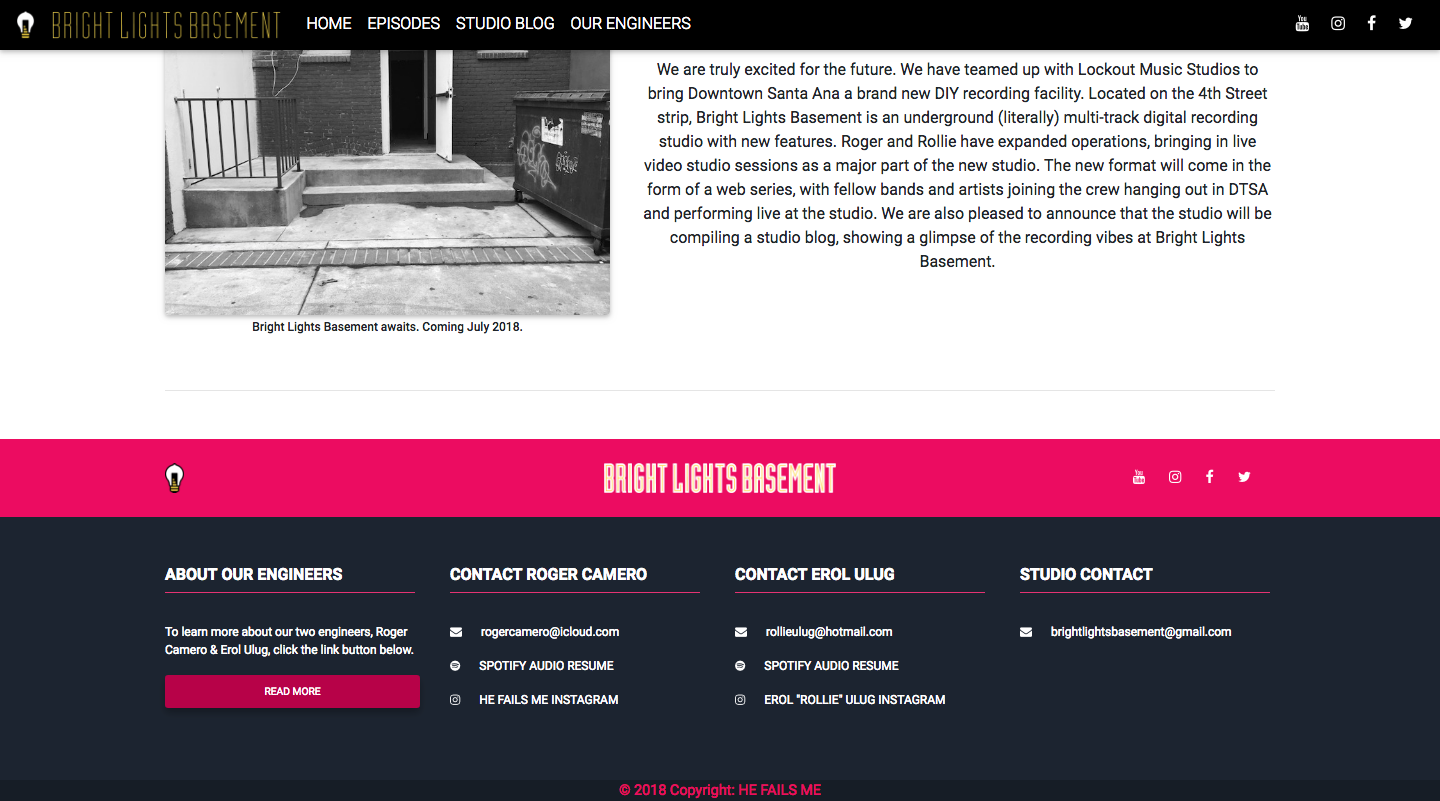 BRIGHT LIGHTS BASEMENT HOME EPISODES STUDIO BLOG OUR ENGINEERS
We are truly excited for the future. We have teamed up with Lockout Music Studios to
bring Downtown Santa Ana a brand new DIY recording facility. Located on the 4th Street
strip, Bright Lights Basement is an underground (literally) multi-track digital recording
studio with new features. Roger and Rollie have expanded operations, bringing in live
video studio sessions as a major part of the new studio. The new format will come in the
form of a web series, with fellow bands and artists joining the crew hanging out in DTSA
and performing live at the studio. We are also pleased to announce that the studio will be
compiling a studio blog, showing a glimpse of the recording vibes at Bright Lights
Basement.
Bright Lights Basement awaits. Coming July 2018.
BRIGHT LIGHTS BASEMENT
ABOUT OUR ENGINEERS
To learn more about our two engineers, Roger
Camero & Erol Ulug, click the link button below.
READ MORE
CONTACT ROGER CAMERO
rogercamero@icloud.com
SPOTIFY AUDIO RESUME
HE FAILS ME INSTAGRAM
CONTACT EROL ULUG
rollieulug@hotmail.com
SPOTIFY AUDIO RESUME
EROL "ROLLIE" ULUG INSTAGRAM
STUDIO CONTACT
brightlightsbasement@gmail.com
© 2018 Copyright: HE FAILS ME